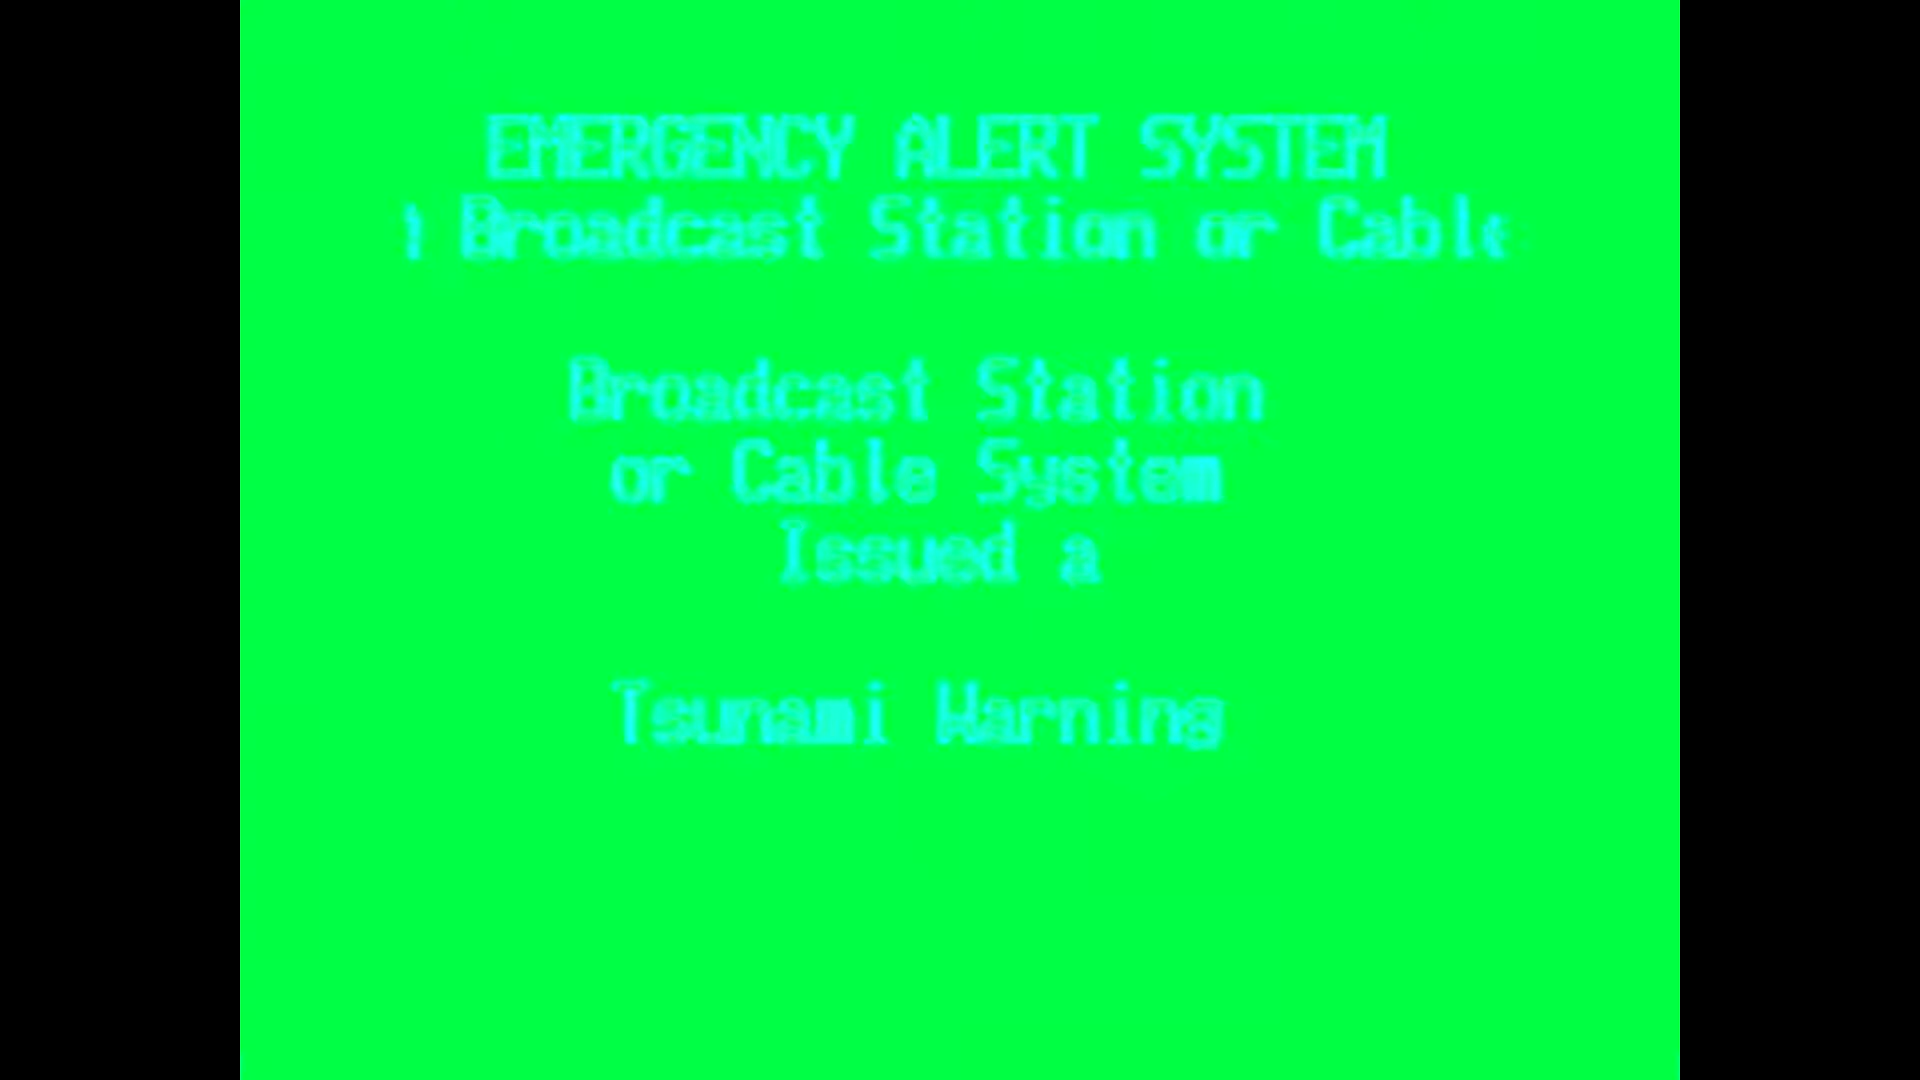 EMERGENCY ALERT SYSTEM
Broadcast Station or Cable
Broadcast Station
or Cable System
Issued a
Tsunami Warning